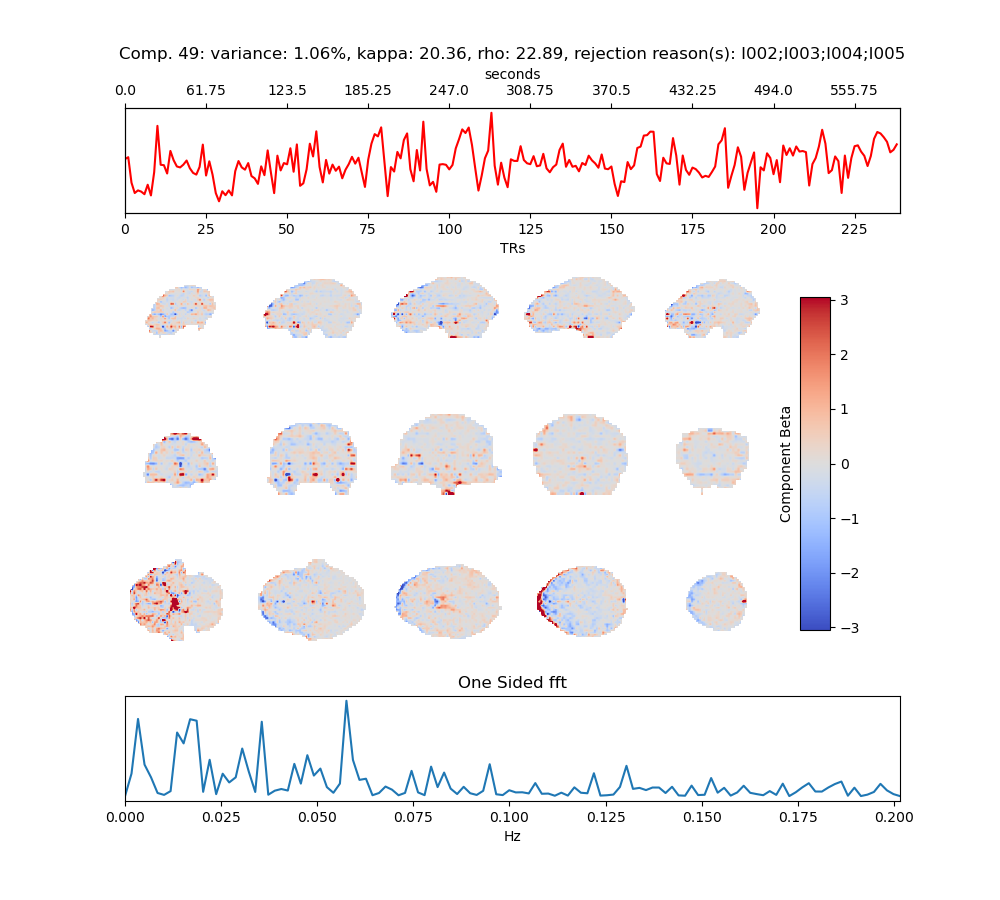 Comp. 49: variance: 1.06%, kappa: 20.36, rho: 22.89, rejection reason(s): I002;I003;I004;I005
seconds
0.0 61.75 123.5 185.25 247.0 308.75 370.5 432.25 494.0 555.75
0 25 50 75 100 125 150 175 200 225
TRs
3
2
1
0
−1
−2
−3
Component Beta
One Sided fft
0.000 0.025 0.050 0.075 0.100 0.125 0.150 0.175 0.200
Hz